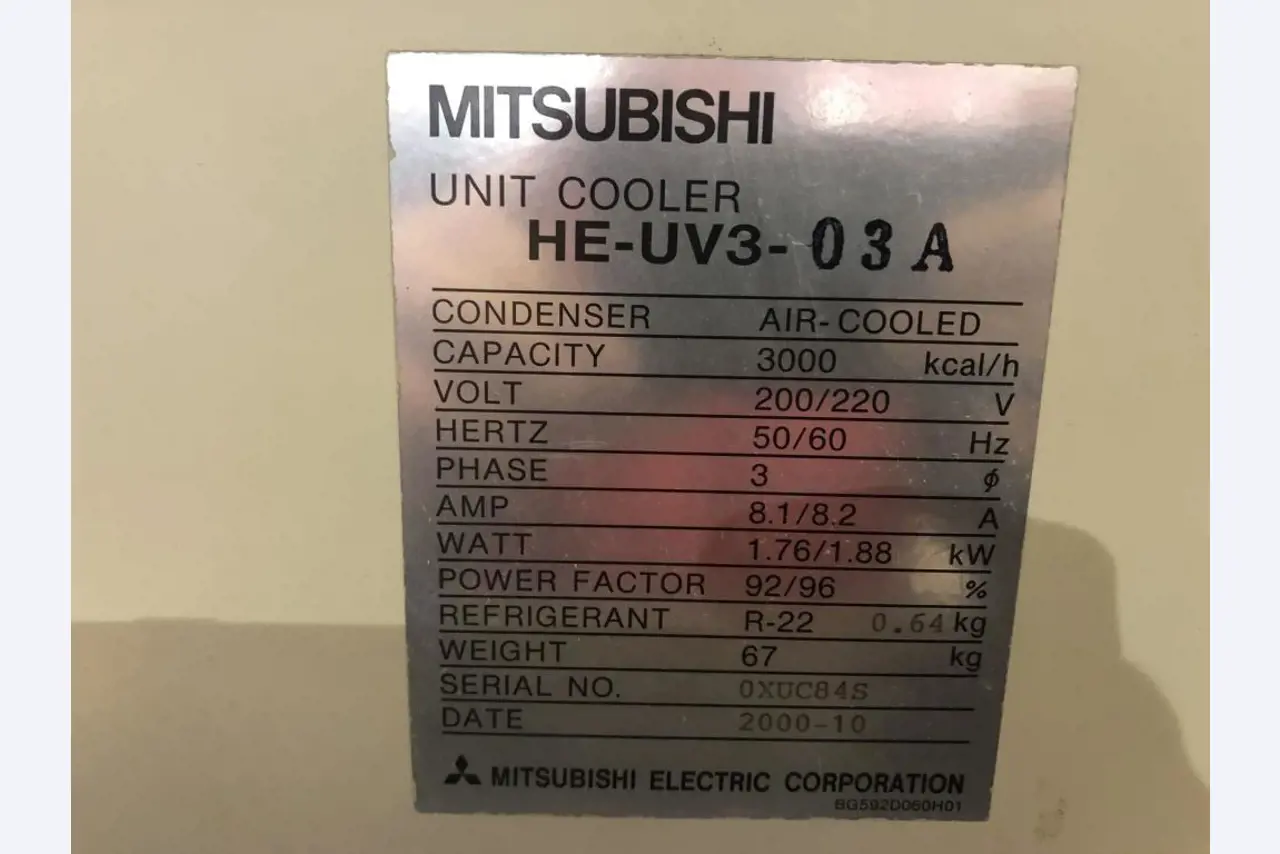 MITSUBISHI
UNIT COOLER
HE-UV3-03A
CONDENSER AIR-COOLED
CAPACITY 3000 kcal/h
VOLT 200/220 V
HERTZ 50/60 Hz
PHASE 3 ϕ
AMP 8.1/8.2 A
WATT 1.76/1.88 kW
POWER FACTOR 92/96 %
REFRIGERANT R-22 0.64 kg
WEIGHT 67 kg
SERIAL NO. 0XUC84S
DATE 2000-10
MITSUBISHI ELECTRIC CORPORATION
BG592D060H01